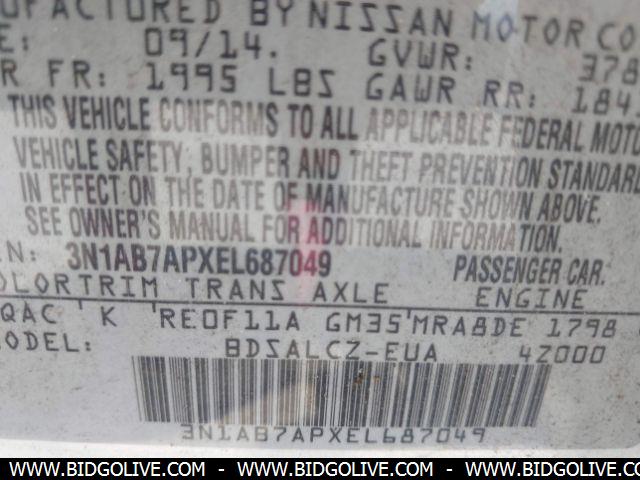 UFACTURED BY NISSAN MOTOR CO
E: 09/14. GVWR: 378
R FR: 1995 LBS GAWR RR: 184
THIS VEHICLE CONFORMS TO ALL APPLICABLE FEDERAL MOTO
VEHICLE SAFETY, BUMPER AND THEFT PREVENTION STANDARD
IN EFFECT ON THE DATE OF MANUFACTURE SHOWN ABOVE.
SEE OWNER'S MANUAL FOR ADDITIONAL INFORMATION.
N: 3N1AB7APXEL687049 PASSENGER CAR.
OLORTRIM TRANS AXLE ENGINE
QAC K RE0F11A GM35 MRA8DE 1798
ODEL: BDSALCZ-EUA 4Z000
3N1AB7APXEL687049
WWW.BIDGOLIVE.COM - WWW.BIDGOLIVE.COM - WWW.BIDGOLIVE.COM